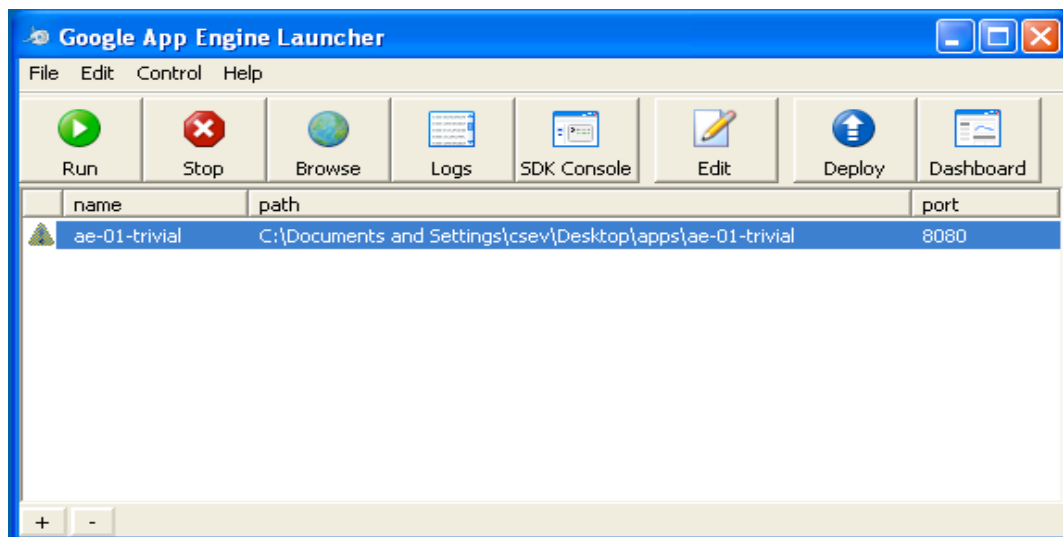 Google App Engine Launcher
File Edit Control Help
Run Stop Browse Logs SDK Console Edit Deploy Dashboard
name path port
ae-01-trivial C:\Documents and Settings\csev\Desktop\apps\ae-01-trivial 8080
+ -